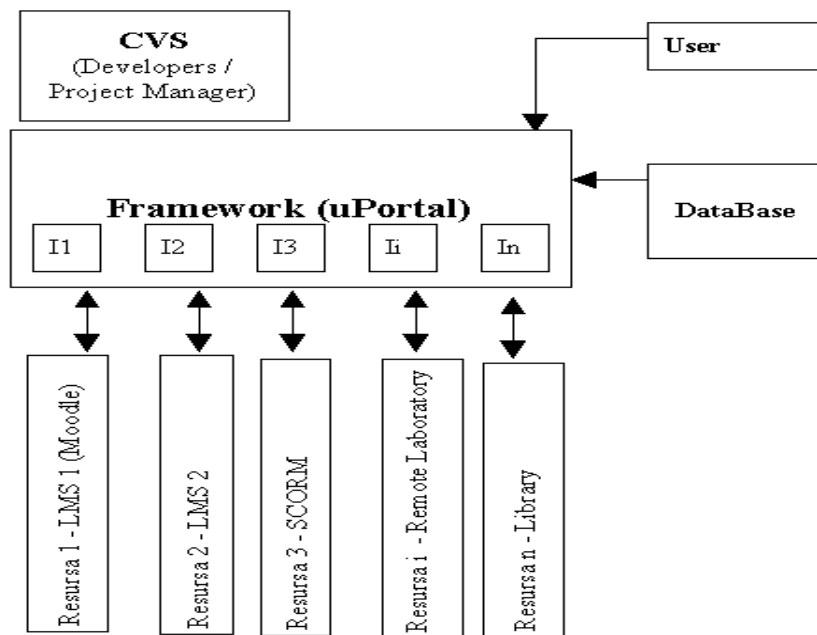 CVS
(Developers /
Project Manager)
User
DataBase
Framework (uPortal)
I1
I2
I3
Ii
In
Resursa 1 - LMS 1 (Moodle)
Resursa 2 - LMS 2
Resursa 3 - SCORM
Resursa i - Remote Laboratory
Resursa n - Library